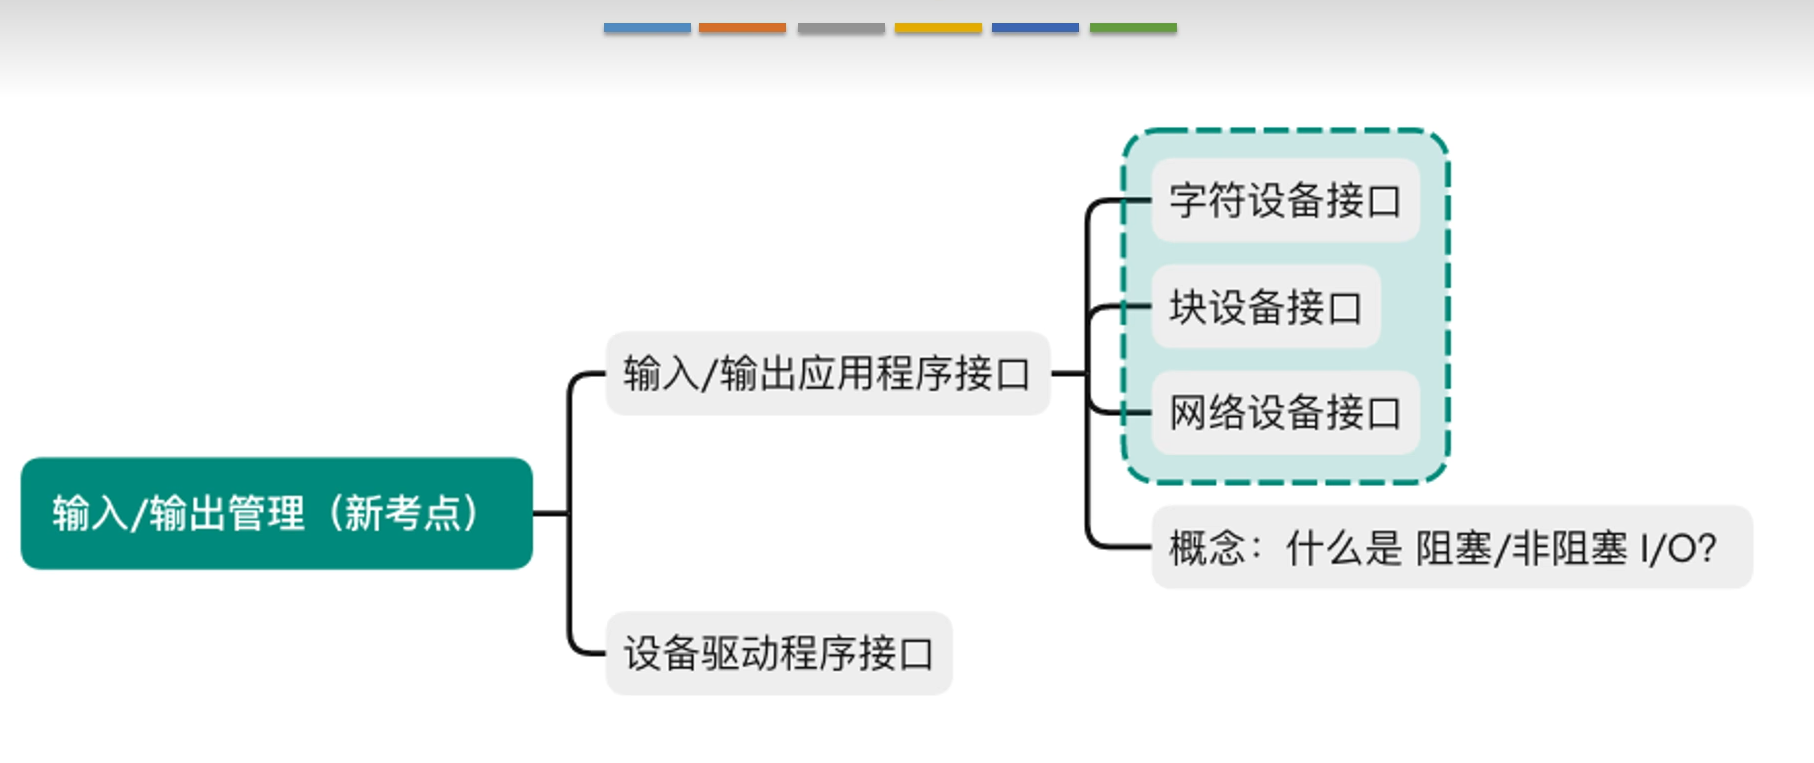 字符设备接口
块设备接口
输入/输出应用程序接口
网络设备接口
输入/输出管理（新考点）
概念：什么是 阻塞/非阻塞 I/O?
设备驱动程序接口